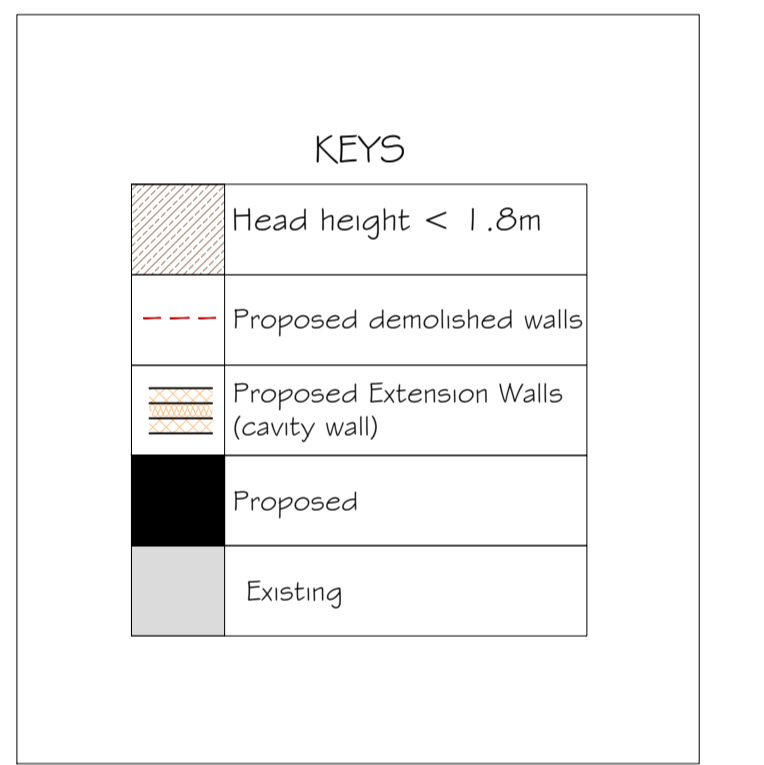 KEYS
Head height < 1.8m
Proposed demolished walls
Proposed Extension Walls
(cavity wall)
Proposed
Existing